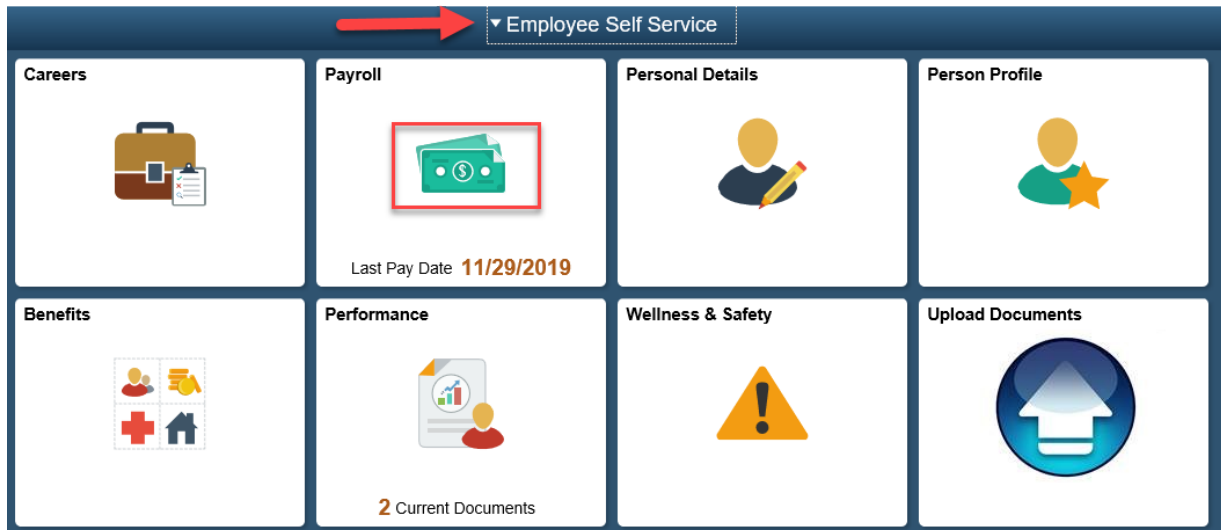 Employee Self Service
Careers
Payroll
Personal Details
Person Profile
Last Pay Date 11/29/2019
Benefits
Performance
Wellness & Safety
Upload Documents
2 Current Documents